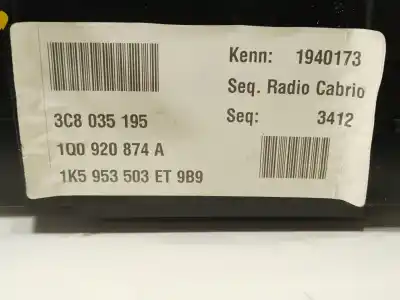 Kenn: 1940173
Seq. Radio Cabrio
Seq: 3412
3C8 035 195
1Q0 920 874 A
1K5 953 503 ET 9B9